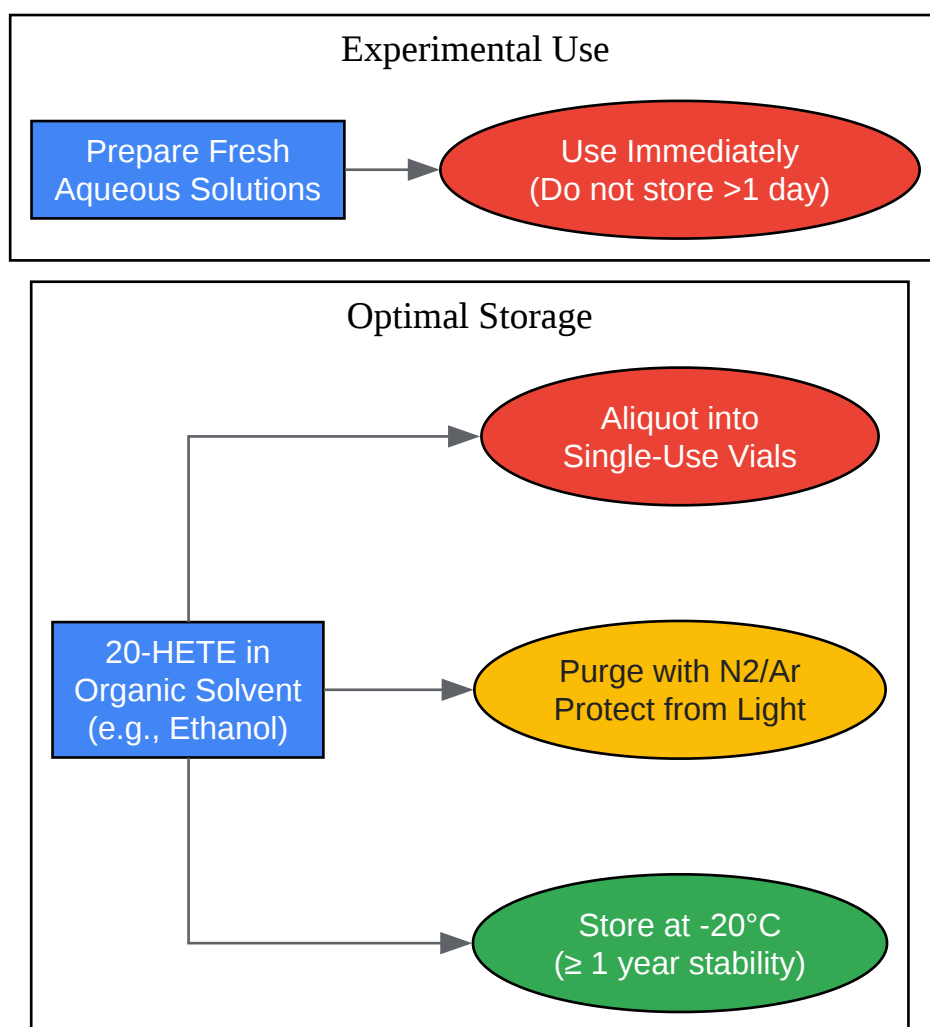 Experimental Use
Prepare Fresh
Aqueous Solutions
Use Immediately
(Do not store >1 day)
Optimal Storage
Aliquot into
Single-Use Vials
20-HETE in
Organic Solvent
(e.g., Ethanol)
Purge with N2/Ar
Protect from Light
Store at -20°C
(≥ 1 year stability)